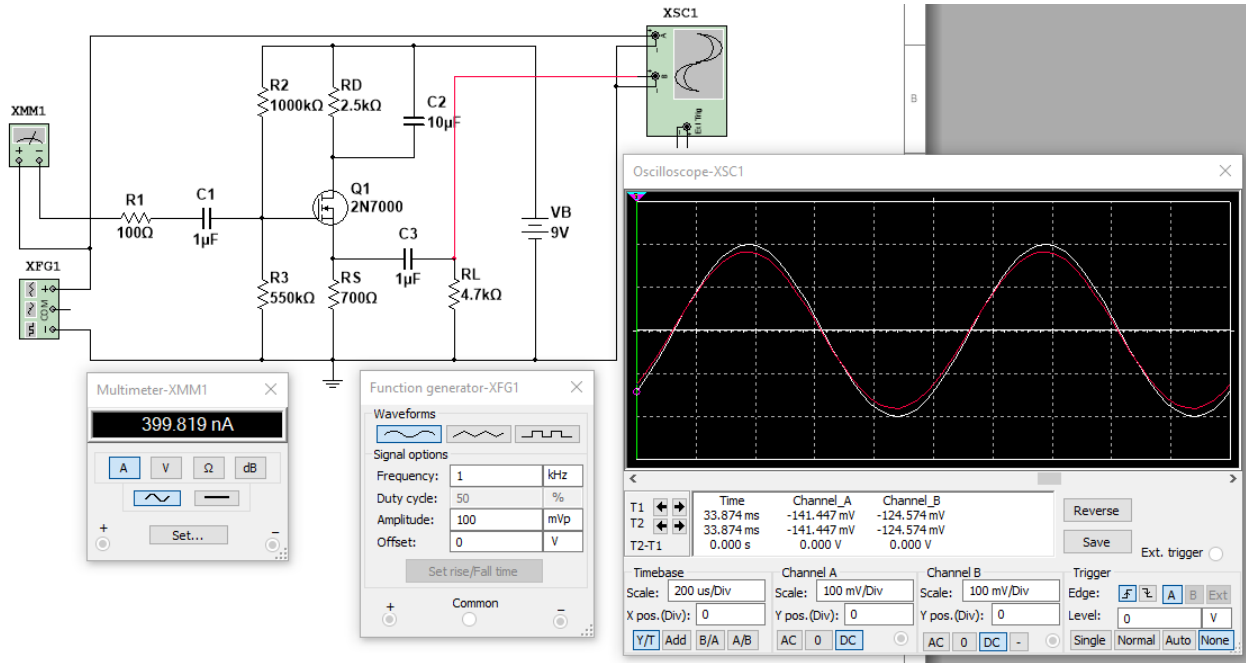 XSC1
Ext Trig
A
B
B
R2
1000kΩ
RD
2.5kΩ
C2
10µF
XMM1
R1
100Ω
C1
1µF
Q1
2N7000
VB
9V
C3
1µF
XFG1
COM
R3
550kΩ
RS
700Ω
RL
4.7kΩ
Multimeter-XMM1
399.819 nA
A V Ω dB
+ Set... -
Function generator-XFG1
Waveforms
Signal options
Frequency: 1 kHz
Duty cycle: 50 %
Amplitude: 100 mVp
Offset: 0 V
Set rise/Fall time
+ Common -
Oscilloscope-XSC1
Time Channel_A Channel_B
T1 33.874 ms -141.447 mV -124.574 mV
T2 33.874 ms -141.447 mV -124.574 mV
T2-T1 0.000 s 0.000 V 0.000 V
Reverse
Save
Ext. trigger
Timebase Channel A Channel B Trigger
Scale: 200 us/Div Scale: 100 mV/Div Scale: 100 mV/Div Edge: A B Ext
X pos.(Div): 0 Y pos.(Div): 0 Y pos.(Div): 0 Level: 0 V
Y/T Add B/A A/B AC 0 DC AC 0 DC - Single Normal Auto None